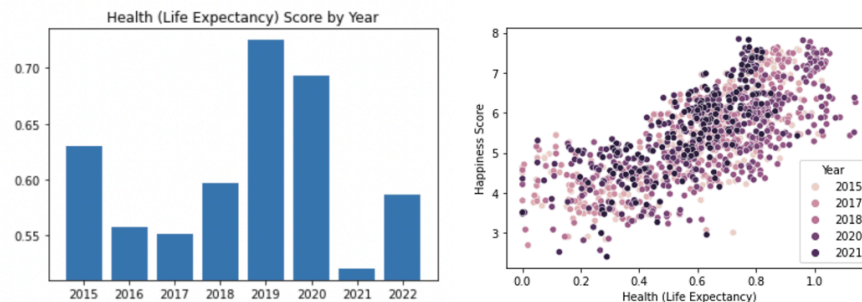 Health (Life Expectancy) Score by Year
0.70
0.65
0.60
0.55
2015 2016 2017 2018 2019 2020 2021 2022
8
7
6
5
4
3
Happiness Score
Year
2015
2017
2018
2020
2021
0.0 0.2 0.4 0.6 0.8 1.0
Health (Life Expectancy)